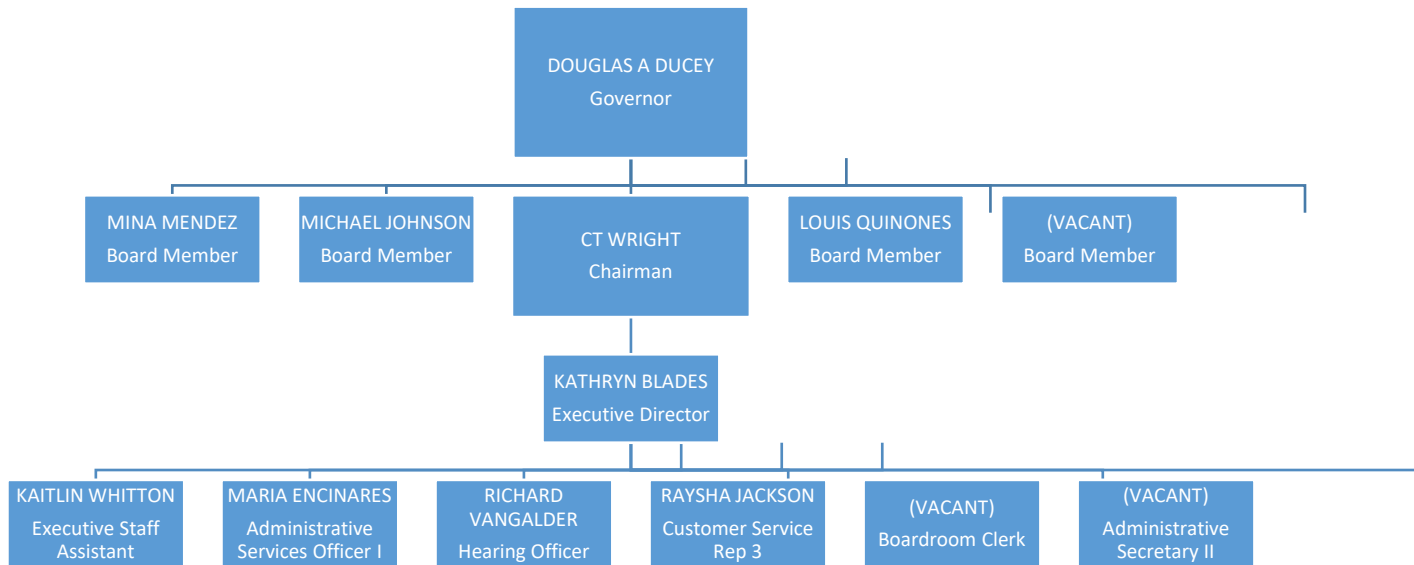 DOUGLAS A DUCEY
Governor
MINA MENDEZ
Board Member
MICHAEL JOHNSON
Board Member
CT WRIGHT
Chairman
LOUIS QUINONES
Board Member
(VACANT)
Board Member
KATHRYN BLADES
Executive Director
KAITLIN WHITTON
Executive Staff
Assistant
MARIA ENCINARES
Administrative
Services Officer I
RICHARD
VANGALDER
Hearing Officer
RAYSHA JACKSON
Customer Service
Rep 3
(VACANT)
Boardroom Clerk
(VACANT)
Administrative
Secretary II